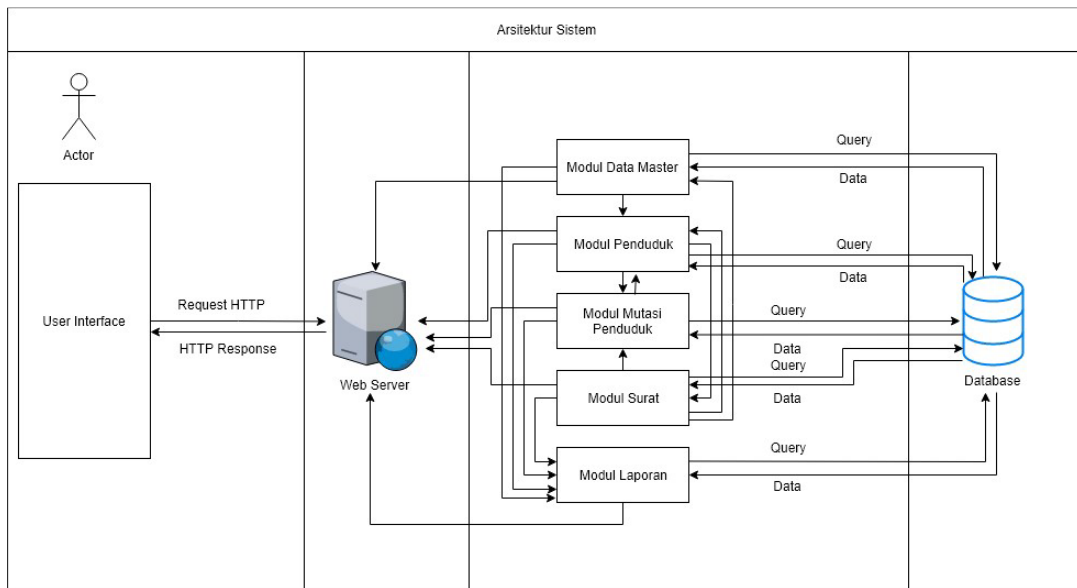 Arsitektur Sistem
Actor
User Interface
Request HTTP
HTTP Response
Web Server
Modul Data Master
Modul Penduduk
Modul Mutasi
Penduduk
Modul Surat
Modul Laporan
Query
Data
Query
Data
Query
Data
Query
Data
Query
Data
Database